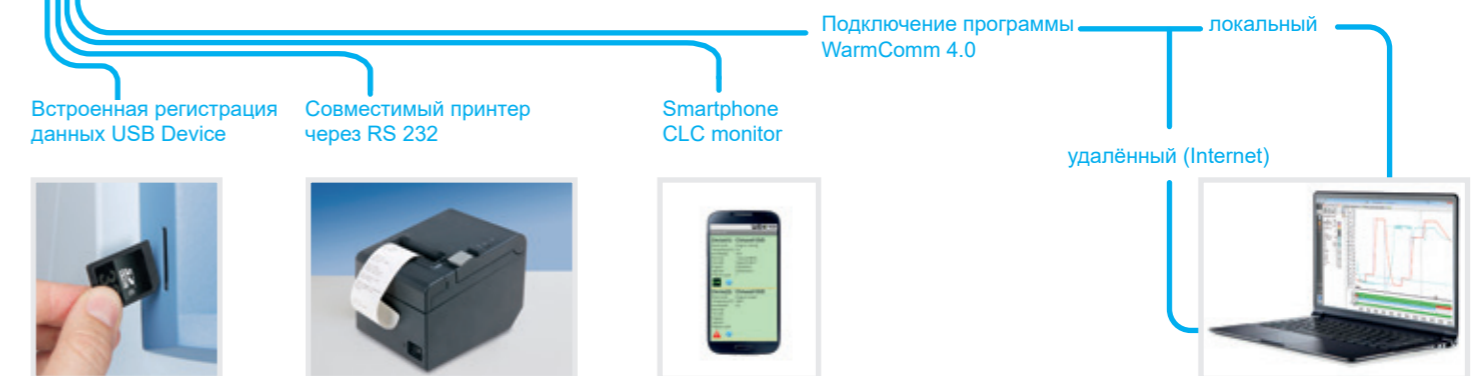 Подключение программы
WarmComm 4.0
локальный
Встроенная регистрация
данных USB Device
Совместимый принтер
через RS 232
Smartphone
CLC monitor
удалённый (Internet)